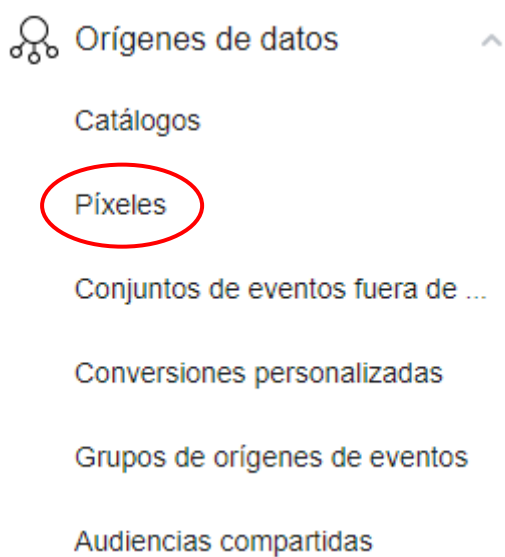 Orígenes de datos
Catálogos
Píxeles
Conjuntos de eventos fuera de ...
Conversiones personalizadas
Grupos de orígenes de eventos
Audiencias compartidas